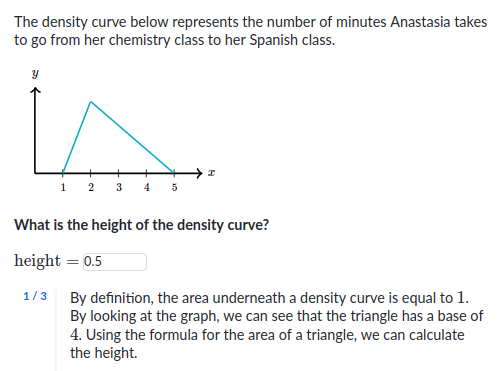 The density curve below represents the number of minutes Anastasia takes
to go from her chemistry class to her Spanish class.
y
x
1 2 3 4 5
What is the height of the density curve?
height = 0.5
1 / 3 By definition, the area underneath a density curve is equal to 1.
By looking at the graph, we can see that the triangle has a base of
4. Using the formula for the area of a triangle, we can calculate
the height.